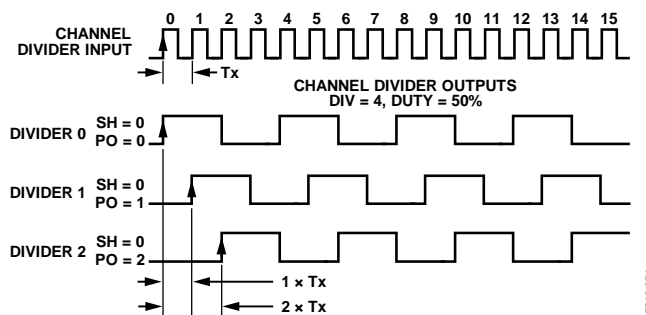 0 1 2 3 4 5 6 7 8 9 10 11 12 13 14 15
CHANNEL
DIVIDER INPUT
Tx
CHANNEL DIVIDER OUTPUTS
DIV = 4, DUTY = 50%
DIVIDER 0 SH = 0
PO = 0
DIVIDER 1 SH = 0
PO = 1
DIVIDER 2 SH = 0
PO = 2
1 × Tx
2 × Tx